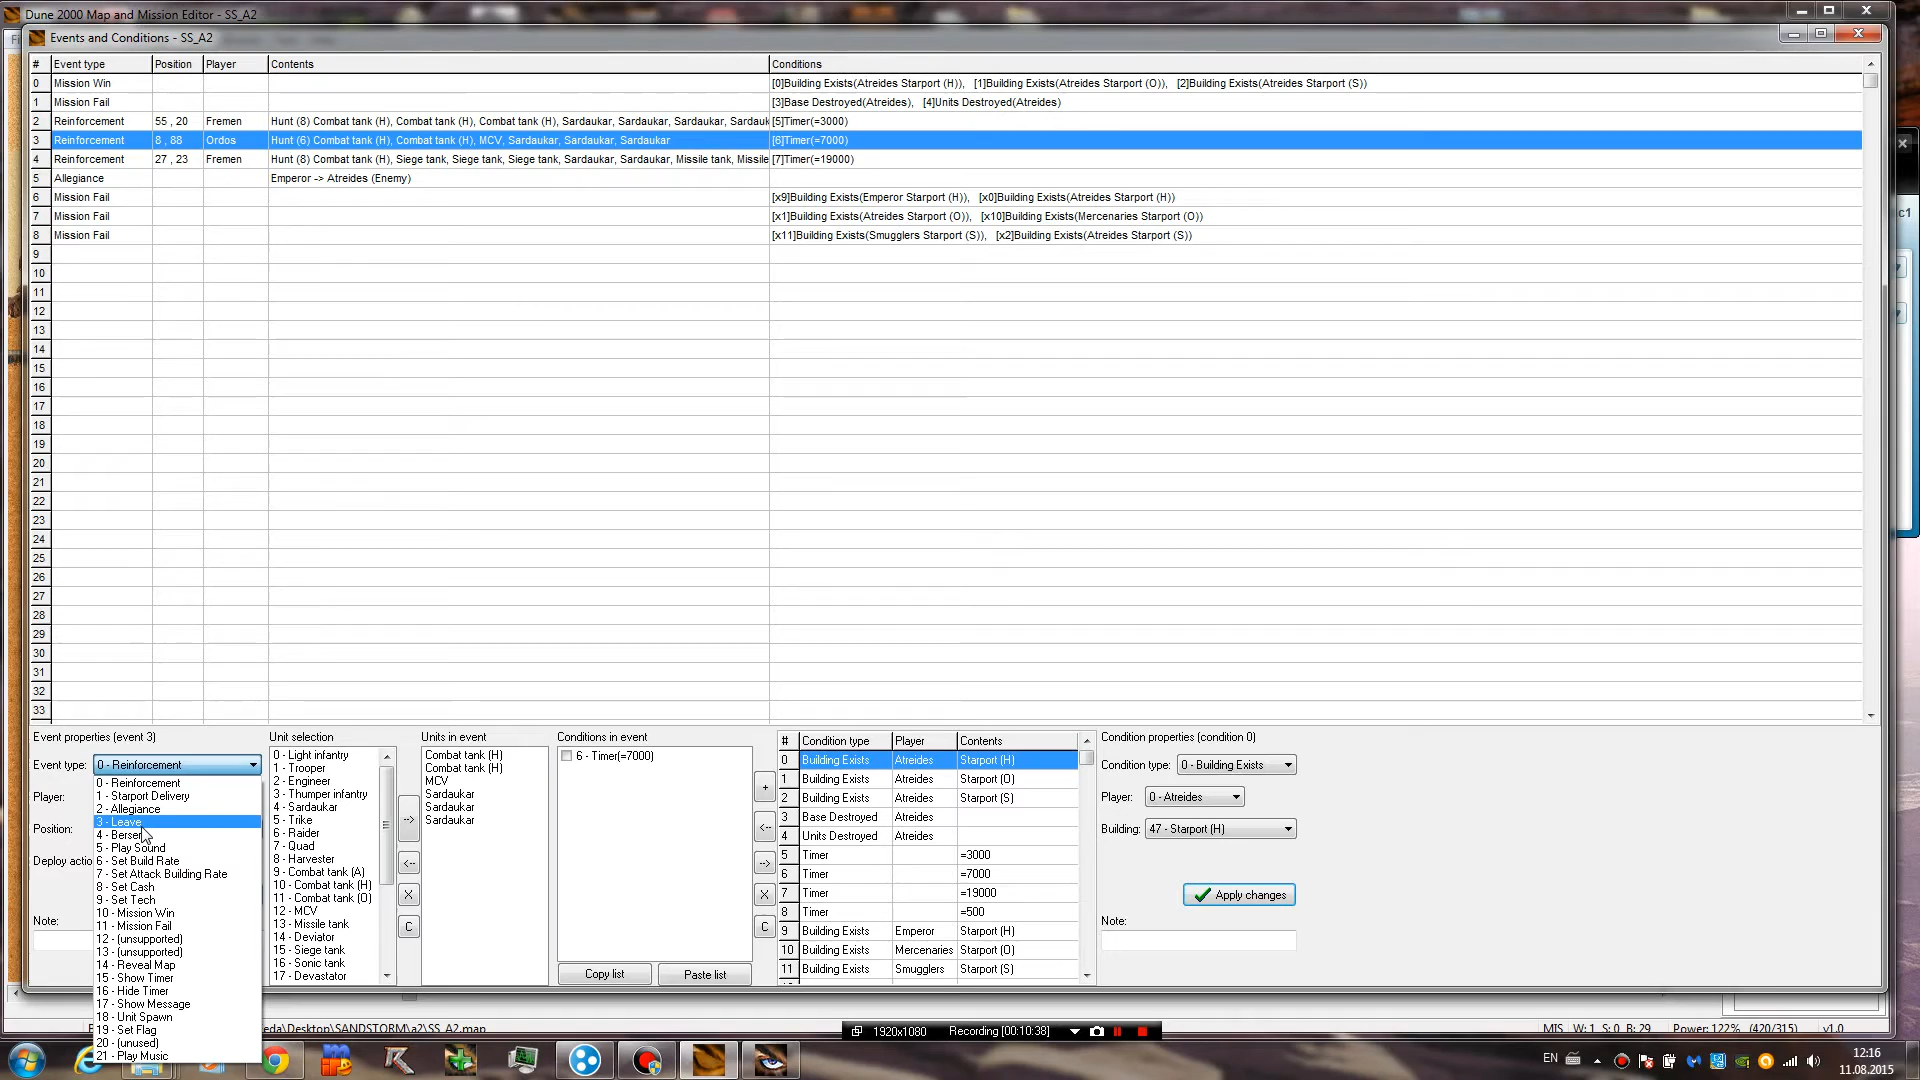 Dune 2000 Map and Mission Editor - SS_A2
Events and Conditions - SS_A2
# Event type Position Player Contents Conditions
0 Mission Win [0]Building Exists(Atreides Starport (H)), [1]Building Exists(Atreides Starport (O)), [2]Building Exists(Atreides Starport (S))
1 Mission Fail [3]Base Destroyed(Atreides), [4]Units Destroyed(Atreides)
2 Reinforcement 55 , 20 Fremen Hunt (8) Combat tank (H), Combat tank (H), Combat tank (H), Sardaukar, Sardaukar, Sardaukar, Sardauk [5]Timer(=3000)
3 Reinforcement 8 , 88 Ordos Hunt (6) Combat tank (H), Combat tank (H), MCV, Sardaukar, Sardaukar, Sardaukar [6]Timer(=7000)
4 Reinforcement 27 , 23 Fremen Hunt (8) Combat tank (H), Siege tank, Siege tank, Siege tank, Sardaukar, Sardaukar, Missile tank, Missile [7]Timer(=19000)
5 Allegiance Emperor -> Atreides (Enemy)
6 Mission Fail [x9]Building Exists(Emperor Starport (H)), [x0]Building Exists(Atreides Starport (H))
7 Mission Fail [x1]Building Exists(Atreides Starport (O)), [x10]Building Exists(Mercenaries Starport (O))
8 Mission Fail [x11]Building Exists(Smugglers Starport (S)), [x2]Building Exists(Atreides Starport (S))
9
10
11
12
13
14
15
16
17
18
19
20
21
22
23
24
25
26
27
28
29
30
31
32
33
Event properties (event 3)
Event type: 0 - Reinforcement
Player:
Position:
Deploy actio
Note:
0 - Reinforcement
1 - Starport Delivery
2 - Allegiance
3 - Leave
4 - Berser
5 - Play Sound
6 - Set Build Rate
7 - Set Attack Building Rate
8 - Set Cash
9 - Set Tech
10 - Mission Win
11 - Mission Fail
12 - (unsupported)
13 - (unsupported)
14 - Reveal Map
15 - Show Timer
16 - Hide Timer
17 - Show Message
18 - Unit Spawn
19 - Set Flag
20 - (unused)
21 - Play Music
Unit selection
0 - Light infantry
1 - Trooper
2 - Engineer
3 - Thumper infantry
4 - Sardaukar
5 - Trike
6 - Raider
7 - Quad
8 - Harvester
9 - Combat tank (A)
10 - Combat tank (H)
11 - Combat tank (O)
12 - MCV
13 - Missile tank
14 - Deviator
15 - Siege tank
16 - Sonic tank
17 - Devastator
-->
<--
X
C
Units in event
Combat tank (H)
Combat tank (H)
MCV
Sardaukar
Sardaukar
Sardaukar
Conditions in event
6 - Timer(=7000)
Copy list Paste list
+
<--
-->
X
C
# Condition type Player Contents
0 Building Exists Atreides Starport (H)
1 Building Exists Atreides Starport (O)
2 Building Exists Atreides Starport (S)
3 Base Destroyed Atreides
4 Units Destroyed Atreides
5 Timer =3000
6 Timer =7000
7 Timer =19000
8 Timer =500
9 Building Exists Emperor Starport (H)
10 Building Exists Mercenaries Starport (O)
11 Building Exists Smugglers Starport (S)
Condition properties (condition 0)
Condition type: 0 - Building Exists
Player: 0 - Atreides
Building: 47 - Starport (H)
Apply changes
Note:
c1
eda\Desktop\SANDSTORM\a2\SS_A2.map
MIS W: 1 S: 0 B: 29 Power: 122% (420/315) v1.0
1920x1080 Recording [00:10:38]
EN
12:16
11.08.2015